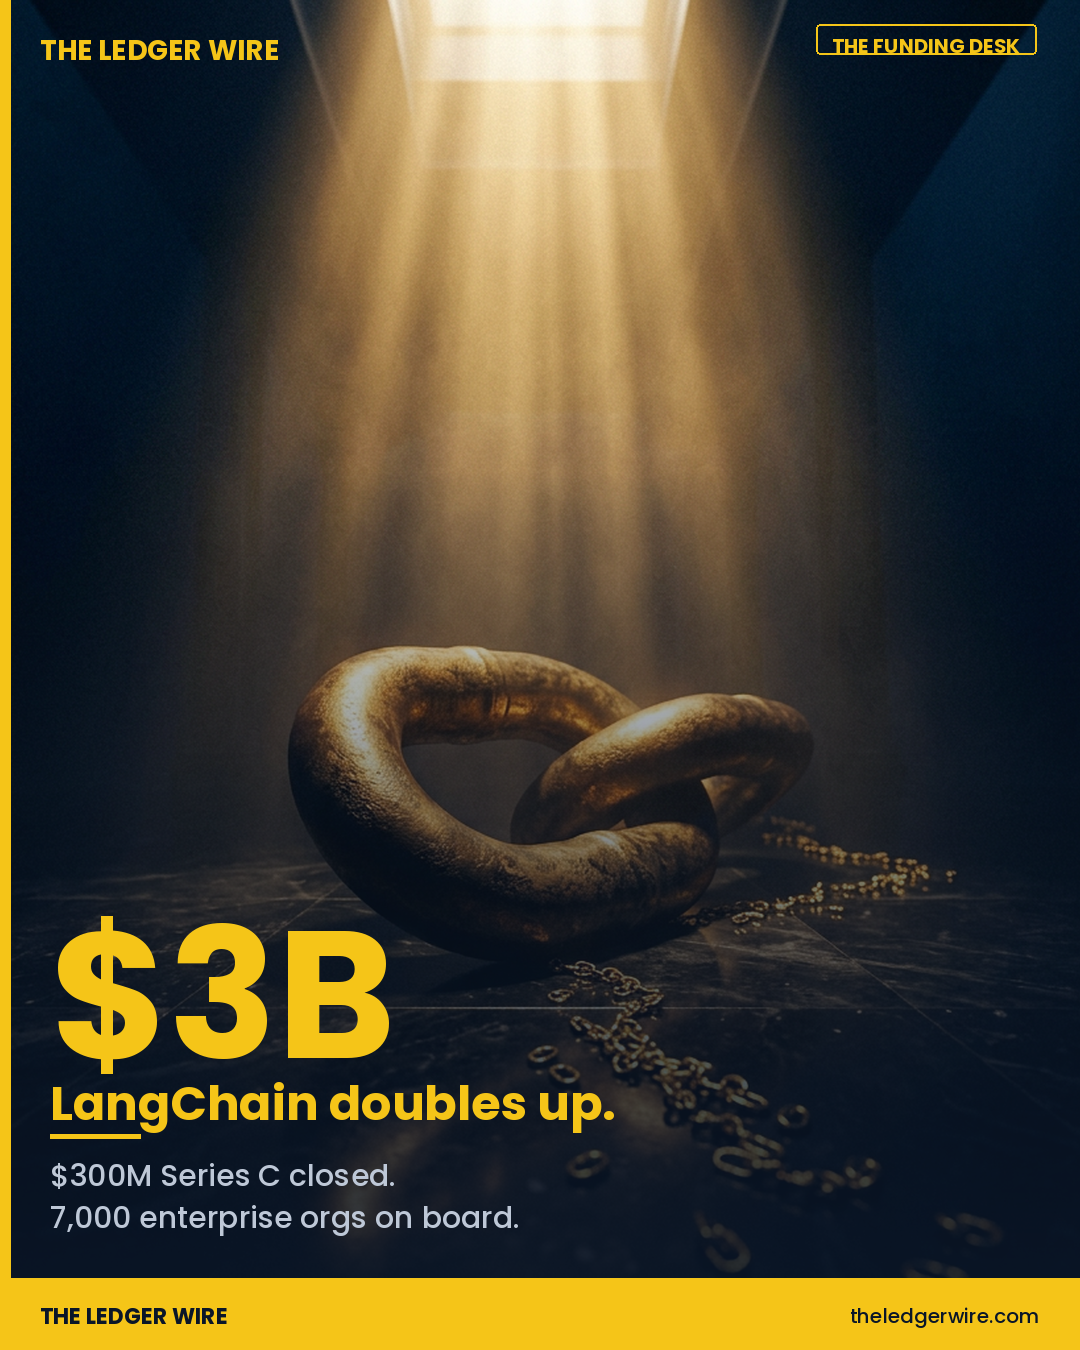 THE LEDGER WIRE
THE FUNDING DESK
$3B
LangChain doubles up.
$300M Series C closed.
7,000 enterprise orgs on board.
THE LEDGER WIRE
theledgerwire.com